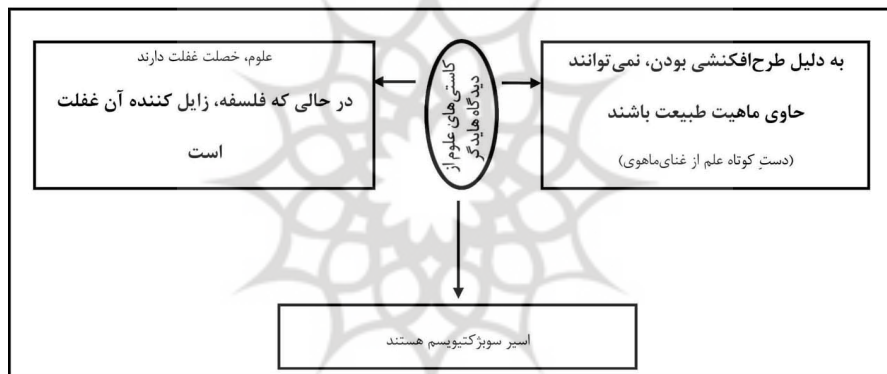 به دلیل طرح‌افکنشی بودن، نمی‌توانند
حاوی ماهیت طبیعت باشند
(دستِ کوتاه علم از غنای‌ماهوی)
کاستی‌های علوم از
دیدگاه هایدگر
علوم، خصلت غفلت دارند
در حالی که فلسفه، زایل کننده آن غفلت
است
اسیر سوبژکتیویسم هستند